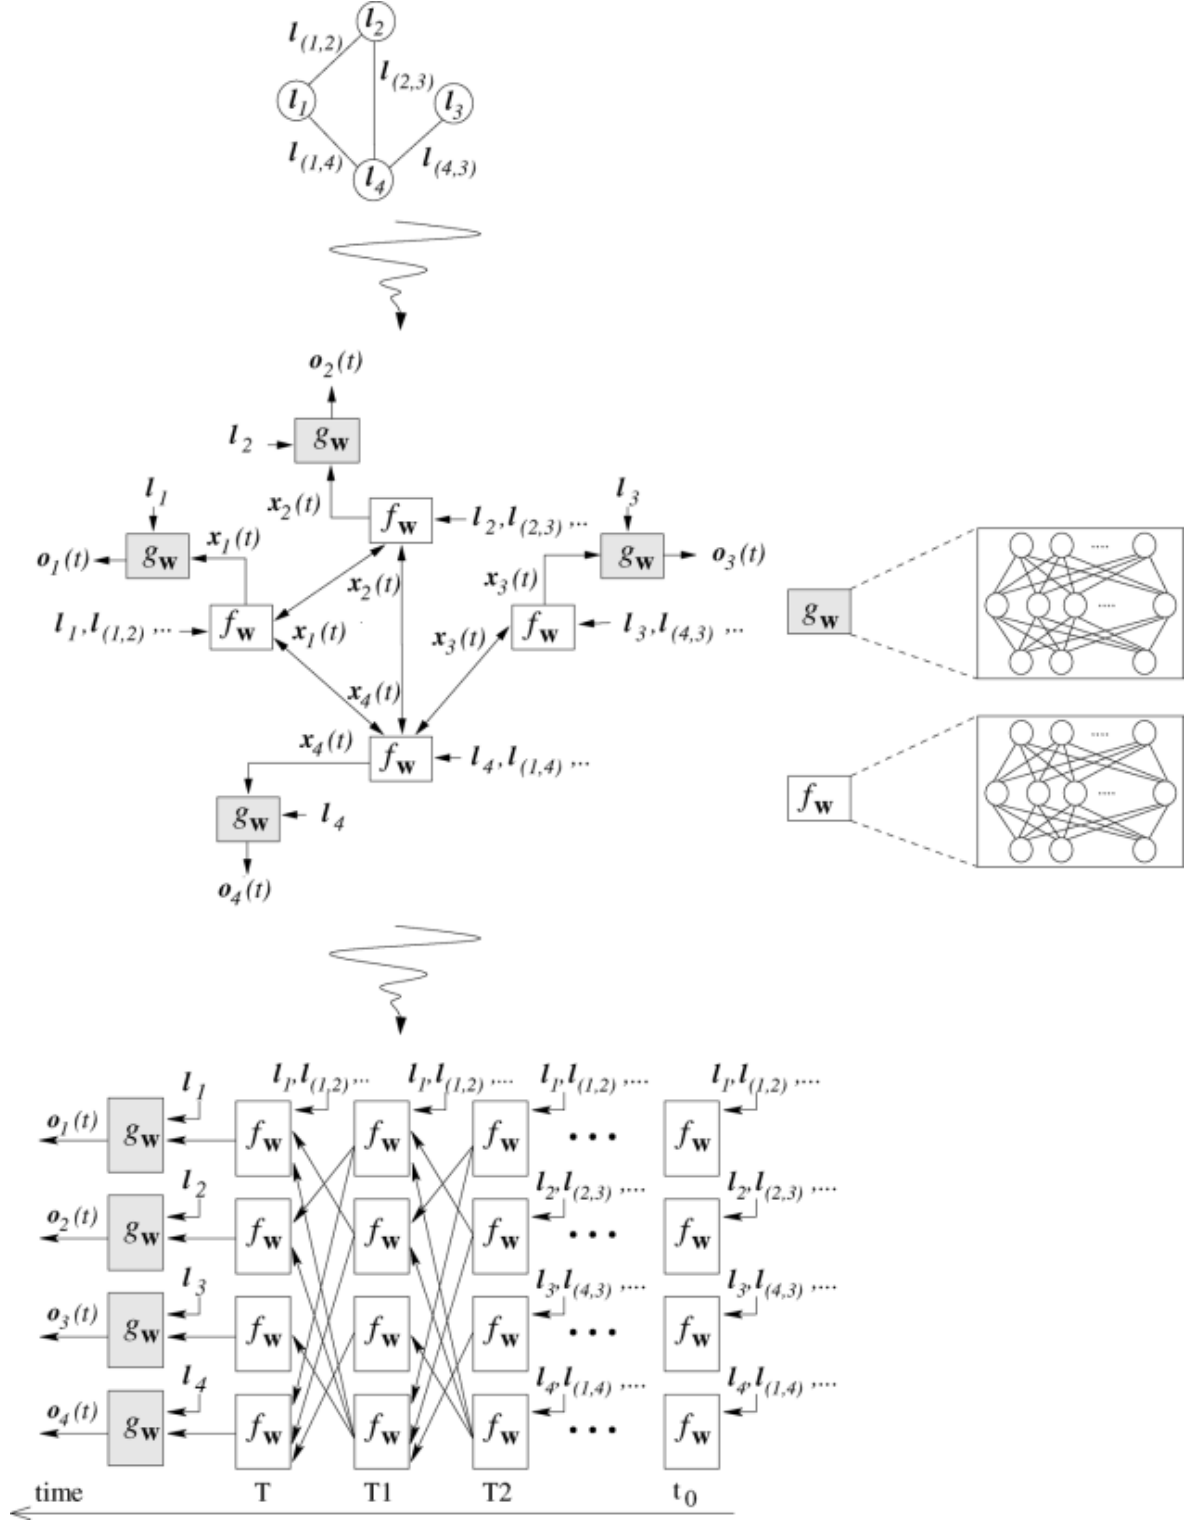 l2
l(1,2)
l(2,3)
l1
l3
l(1,4)
l(4,3)
l4
o2(t)
l2
gw
l1
x2(t)
fw
l2, l(2,3) ,..
l3
o1(t)
gw
x1(t)
gw
o3(t)
x2(t)
x3(t)
l1, l(1,2) ,..
fw
x1(t)
x3(t)
fw
l3, l(4,3) ,..
gw
x4(t)
x4(t)
fw
l4, l(1,4) ,..
fw
gw
l4
o4(t)
l1
l1, l(1,2) ,...
l1, l(1,2) ,...
l1, l(1,2) ,...
l1, l(1,2) ,...
o1(t)
gw
fw
fw
fw
...
fw
l2
l2, l(2,3) ,...
l2, l(2,3) ,...
o2(t)
gw
fw
fw
fw
...
fw
l3
l3, l(4,3) ,...
l3, l(4,3) ,...
o3(t)
gw
fw
fw
fw
...
fw
l4
l4, l(1,4) ,...
l4, l(1,4) ,...
o4(t)
gw
fw
fw
fw
...
fw
time T T1 T2 t0